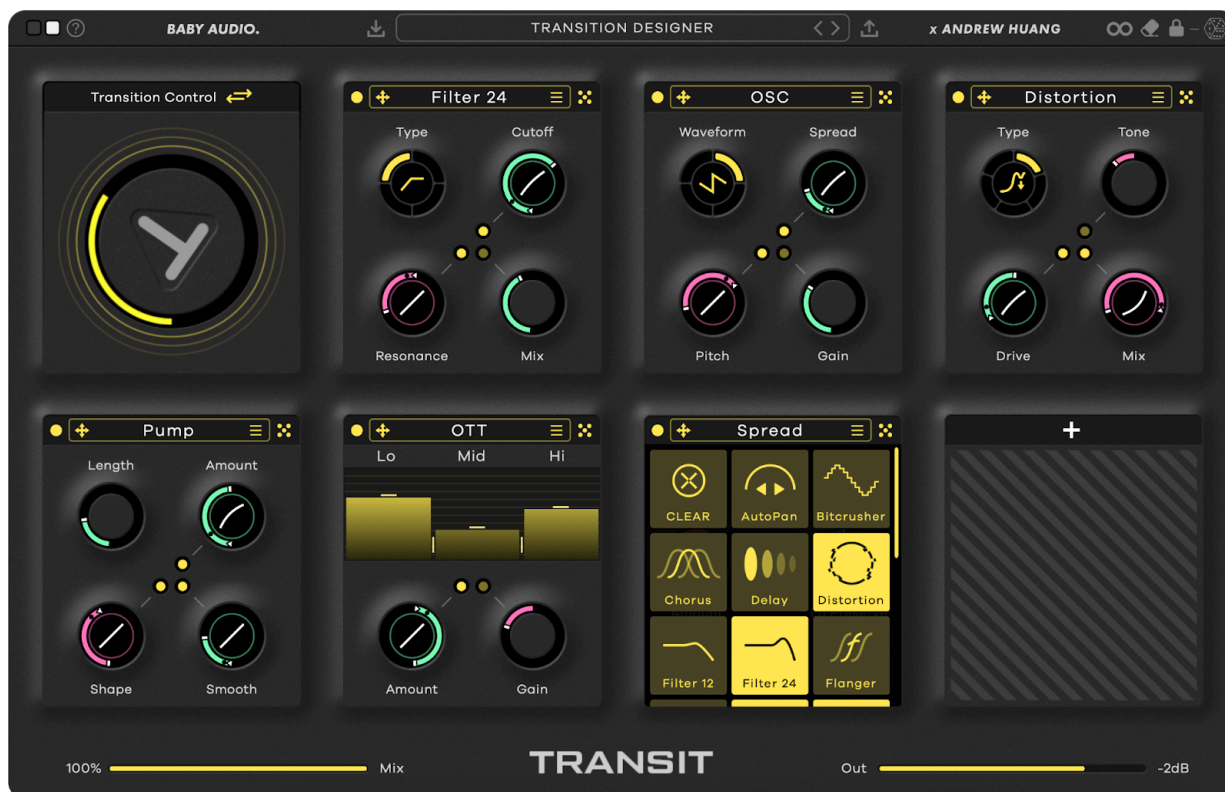 BABY AUDIO.
TRANSITION DESIGNER
x ANDREW HUANG
Transition Control
Filter 24
Type
Cutoff
Resonance
Mix
OSC
Waveform
Spread
Pitch
Gain
Distortion
Type
Tone
Drive
Mix
Pump
Length
Amount
Shape
Smooth
OTT
Lo
Mid
Hi
Amount
Gain
Spread
CLEAR
AutoPan
Bitcrusher
Chorus
Delay
Distortion
Filter 12
Filter 24
Flanger
+
100%
Mix
TRANSIT
Out
-2dB